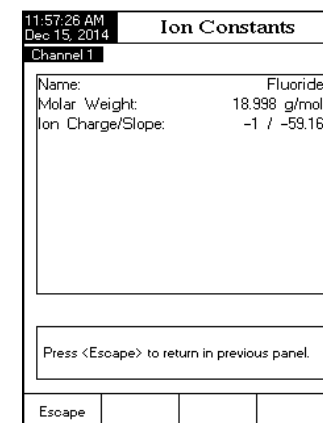 11:57:26 AM
Dec 15, 2014
Ion Constants
Channel 1
Name: Fluoride
Molar Weight: 18.998 g/mol
Ion Charge/Slope: -1 / -59.16
Press <Escape> to return in previous panel.
Escape